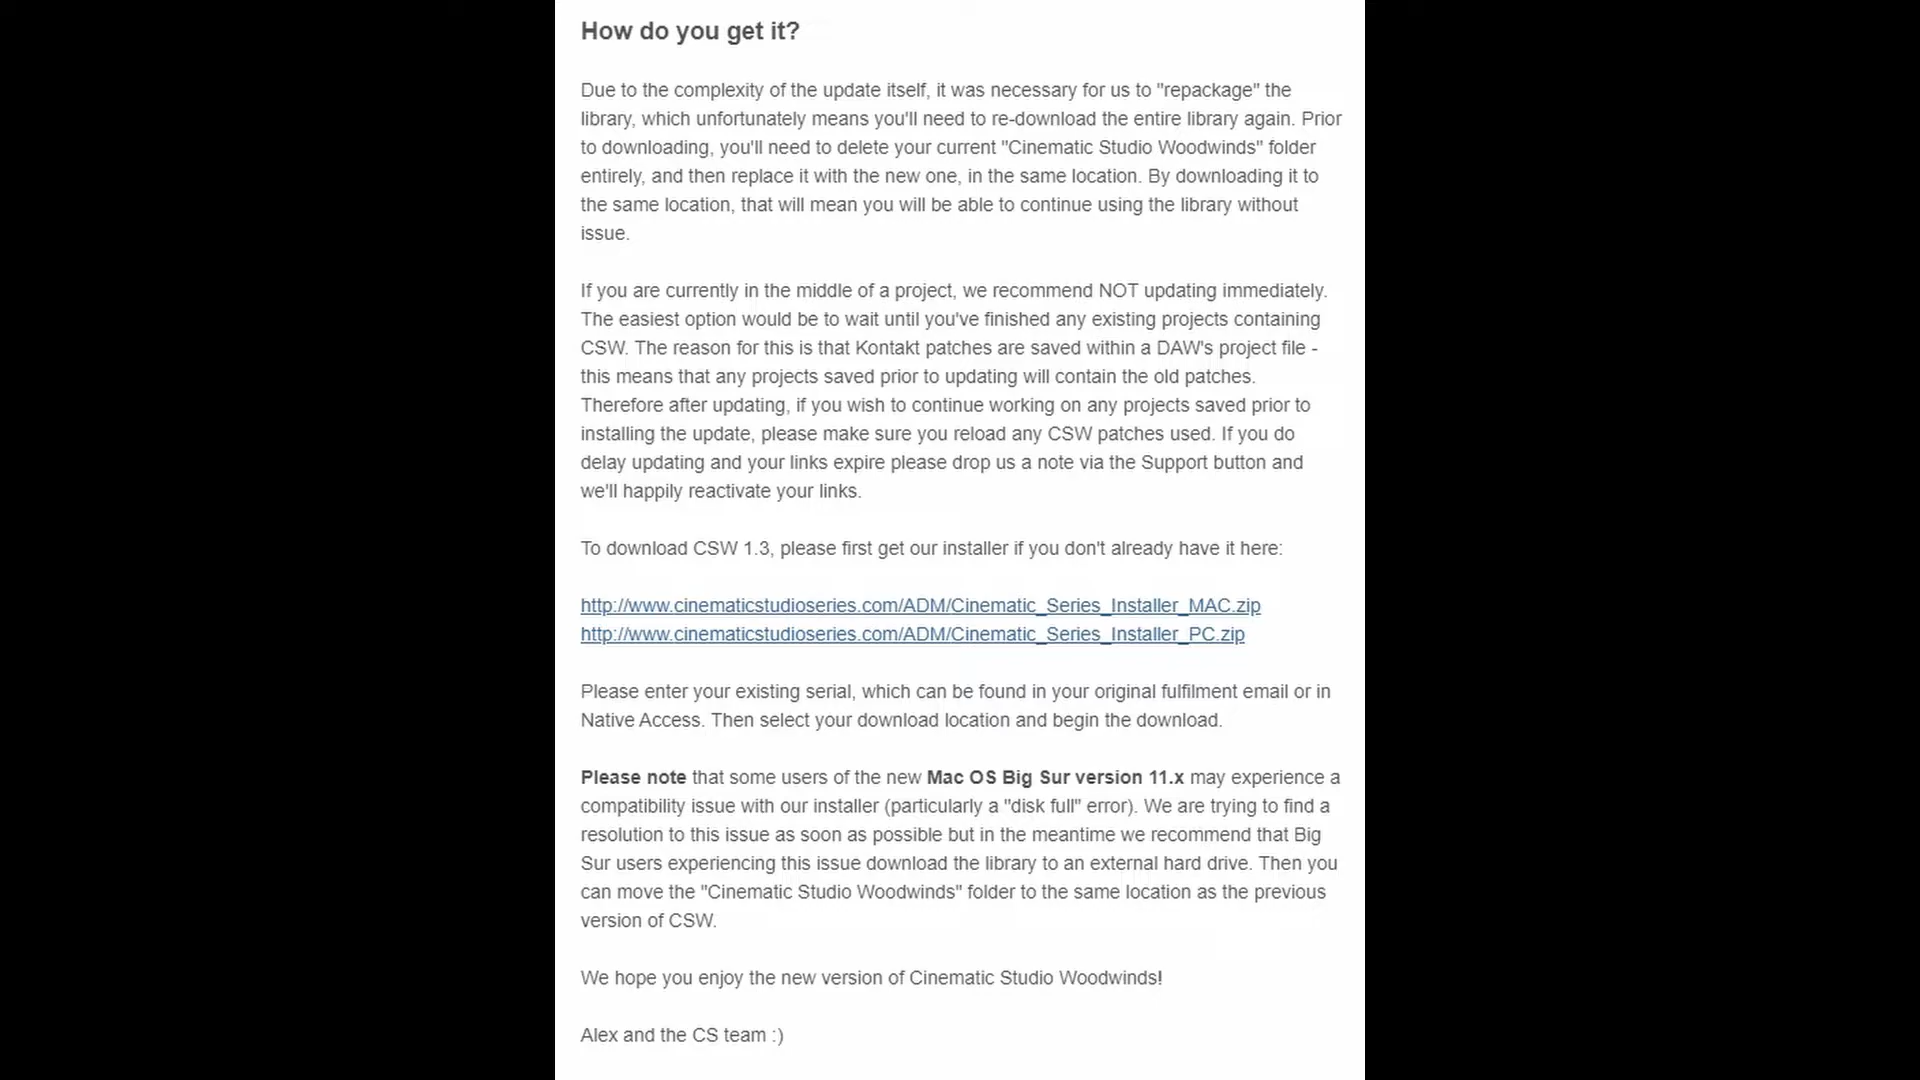 How do you get it?
Due to the complexity of the update itself, it was necessary for us to "repackage" the
library, which unfortunately means you'll need to re-download the entire library again. Prior
to downloading, you'll need to delete your current "Cinematic Studio Woodwinds" folder
entirely, and then replace it with the new one, in the same location. By downloading it to
the same location, that will mean you will be able to continue using the library without
issue.
If you are currently in the middle of a project, we recommend NOT updating immediately.
The easiest option would be to wait until you've finished any existing projects containing
CSW. The reason for this is that Kontakt patches are saved within a DAW's project file -
this means that any projects saved prior to updating will contain the old patches.
Therefore after updating, if you wish to continue working on any projects saved prior to
installing the update, please make sure you reload any CSW patches used. If you do
delay updating and your links expire please drop us a note via the Support button and
we'll happily reactivate your links.
To download CSW 1.3, please first get our installer if you don't already have it here:
http://www.cinematicstudioseries.com/ADM/Cinematic_Series_Installer_MAC.zip
http://www.cinematicstudioseries.com/ADM/Cinematic_Series_Installer_PC.zip
Please enter your existing serial, which can be found in your original fulfilment email or in
Native Access. Then select your download location and begin the download.
Please note that some users of the new Mac OS Big Sur version 11.x may experience a
compatibility issue with our installer (particularly a "disk full" error). We are trying to find a
resolution to this issue as soon as possible but in the meantime we recommend that Big
Sur users experiencing this issue download the library to an external hard drive. Then you
can move the "Cinematic Studio Woodwinds" folder to the same location as the previous
version of CSW.
We hope you enjoy the new version of Cinematic Studio Woodwinds!
Alex and the CS team :)